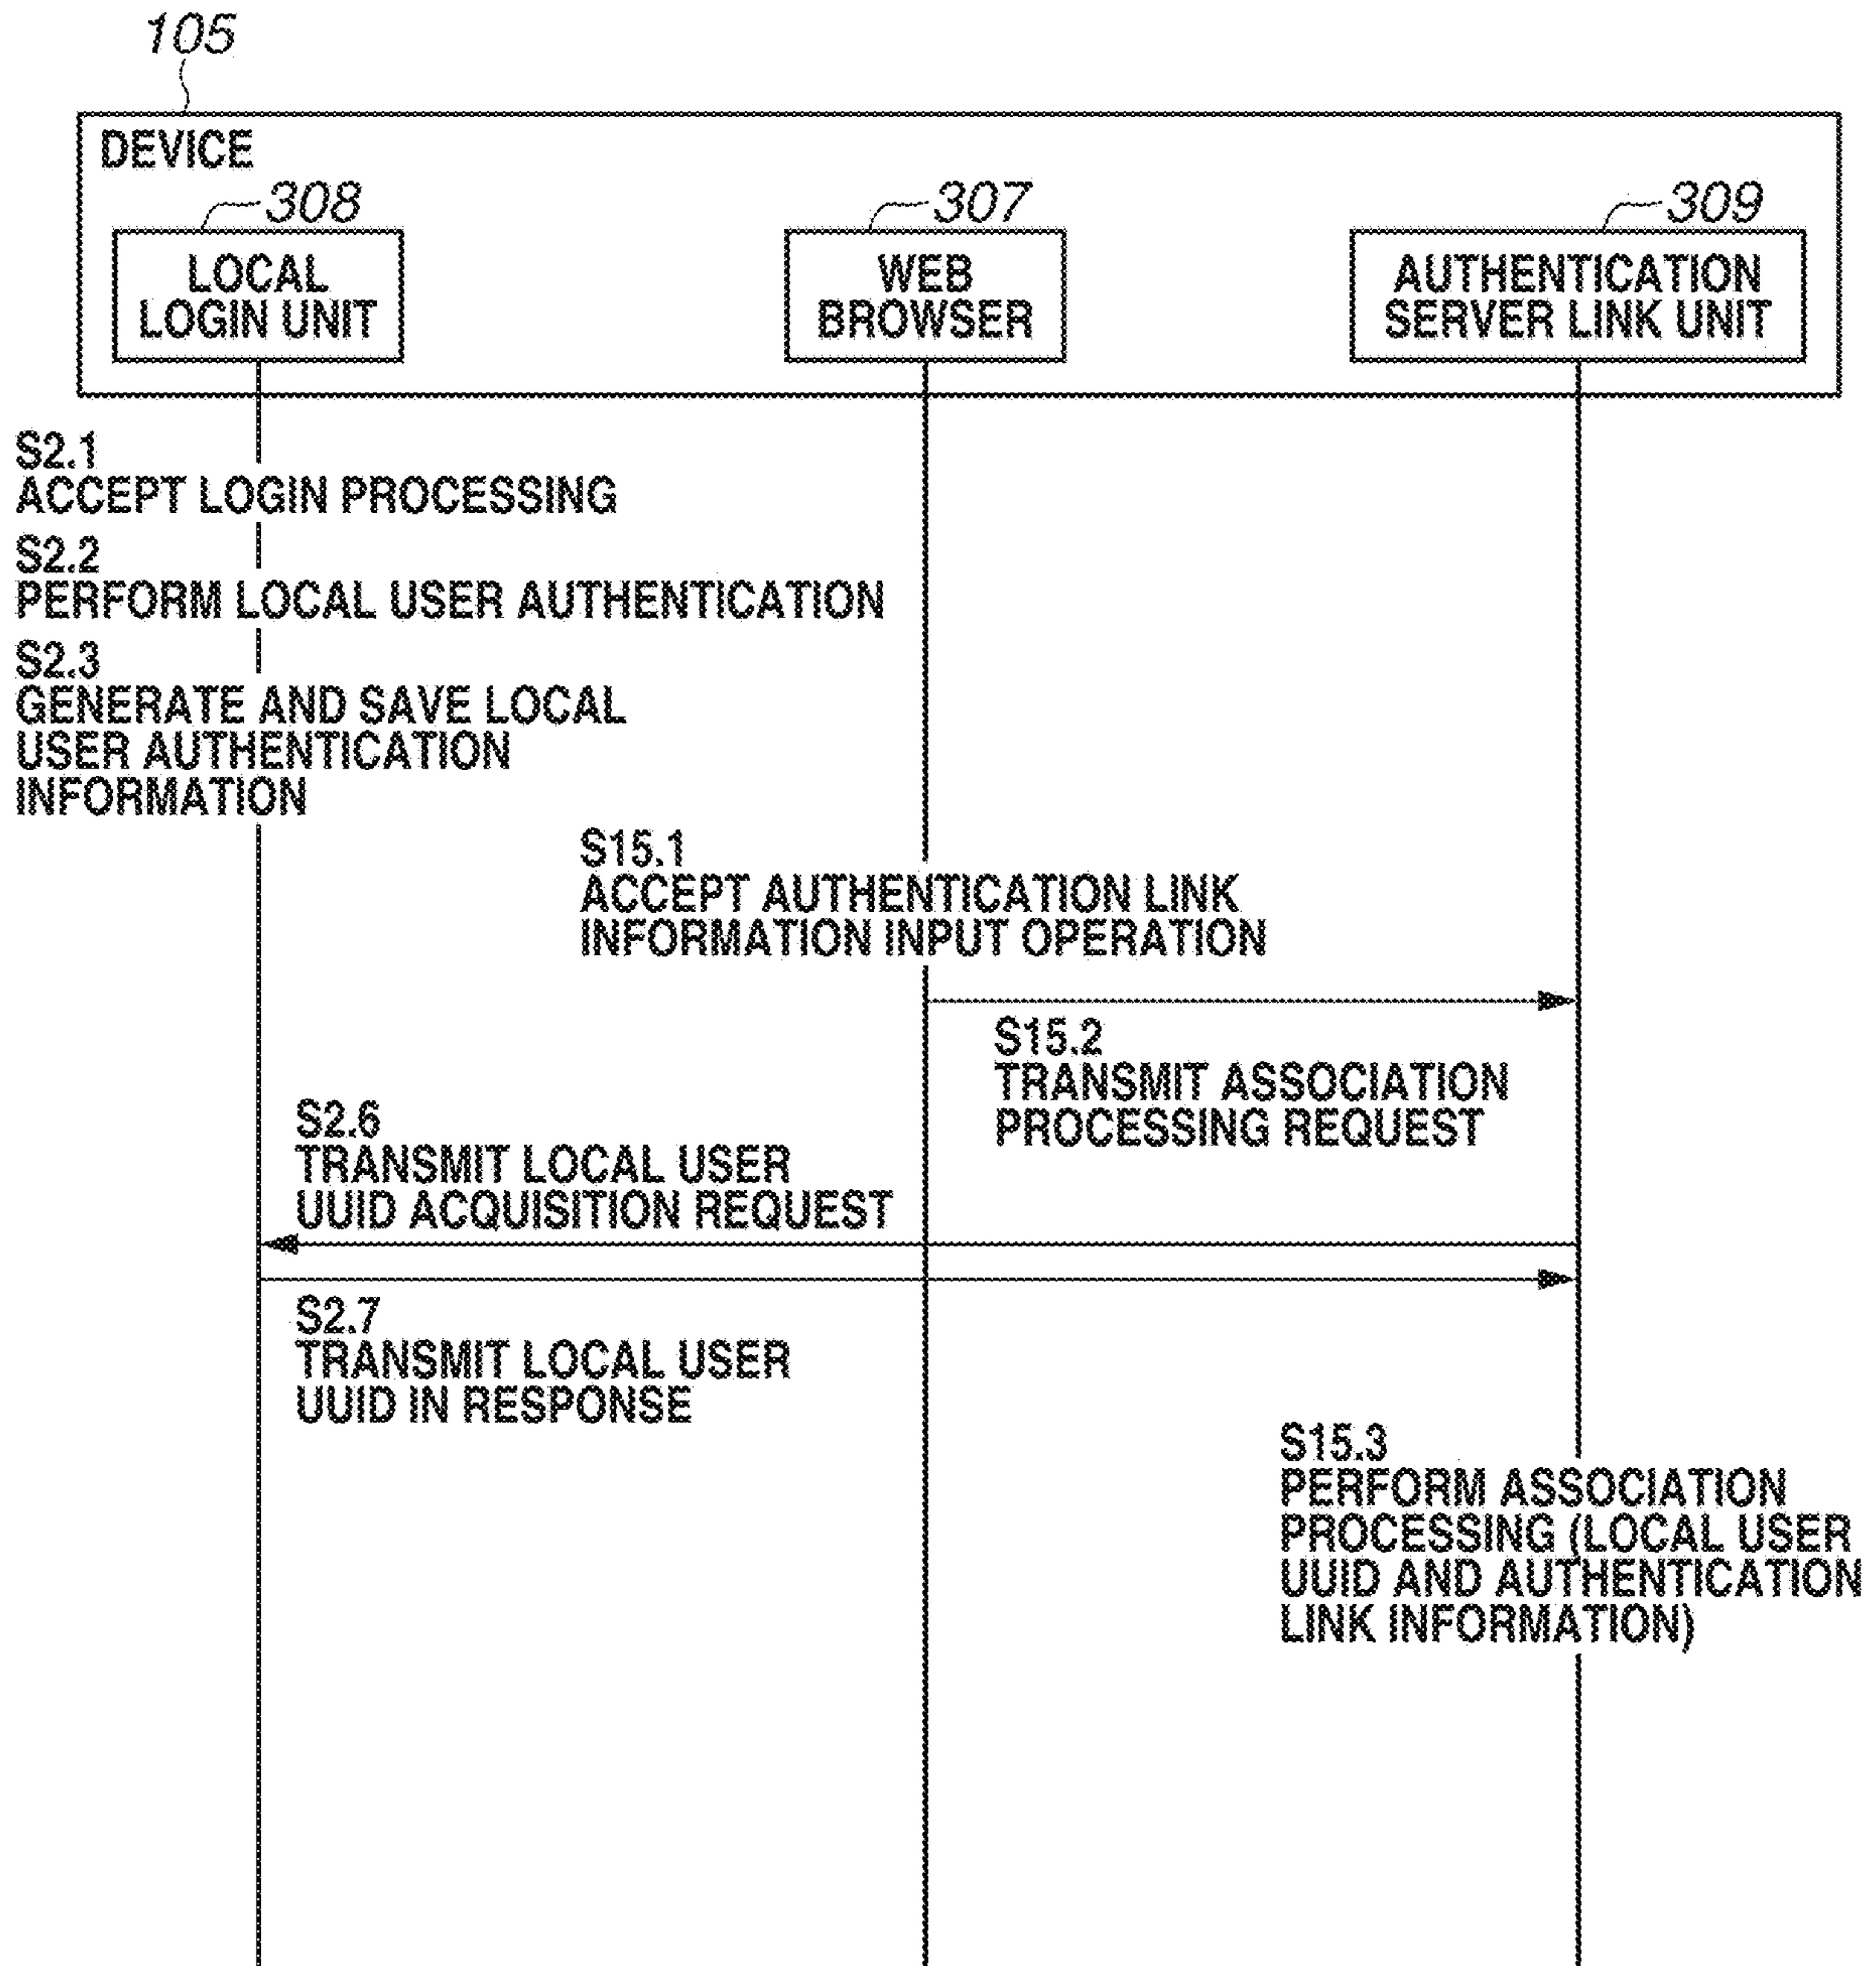 105
DEVICE
308
307
309
LOCAL
LOGIN UNIT
WEB
BROWSER
AUTHENTICATION
SERVER LINK UNIT
S2.1
ACCEPT LOGIN PROCESSING
S2.2
PERFORM LOCAL USER AUTHENTICATION
S2.3
GENERATE AND SAVE LOCAL
USER AUTHENTICATION
INFORMATION
S15.1
ACCEPT AUTHENTICATION LINK
INFORMATION INPUT OPERATION
S15.2
TRANSMIT ASSOCIATION
PROCESSING REQUEST
S2.6
TRANSMIT LOCAL USER
UUID ACQUISITION REQUEST
S2.7
TRANSMIT LOCAL USER
UUID IN RESPONSE
S15.3
PERFORM ASSOCIATION
PROCESSING (LOCAL USER
UUID AND AUTHENTICATION
LINK INFORMATION)